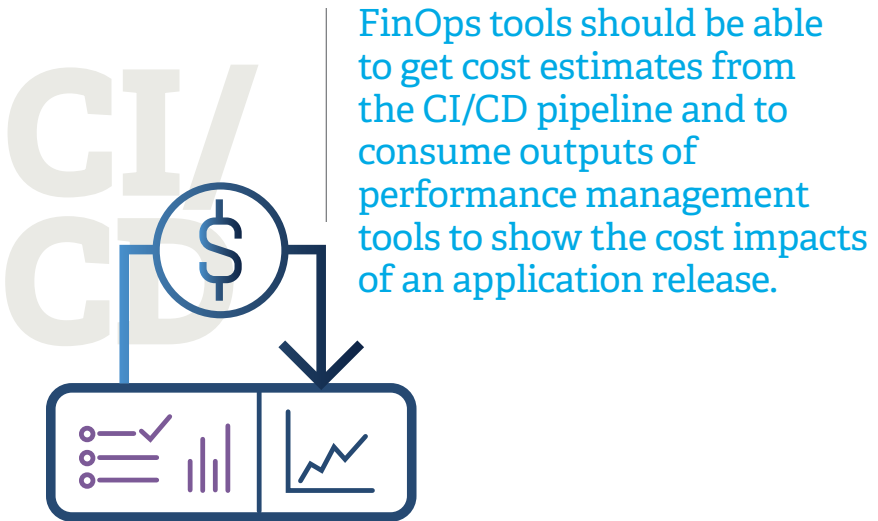 CI/
CD
$
FinOps tools should be able
to get cost estimates from
the CI/CD pipeline and to
consume outputs of
performance management
tools to show the cost impacts
of an application release.